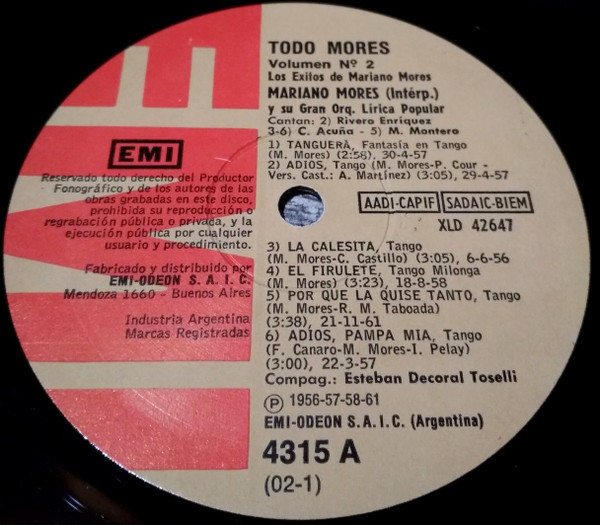 TODO MORES
Volumen Nº 2
Los Exilos de Mariano Mores
MARIANO MORES (Intérp.)
y su Gran Orq. Lírica Popular
Cantan: 2) Rivero Enriquez
3-6) C. Acuña - 5) M. Montero
1) TANGUERA, Fantasía en Tango
(M. Mores) (2:58), 30-4-57
2) ADIOS, Tango (M. Mores-P. Cour -
Vers. Cast.: A. Martínez) (3:05), 29-4-57
EMI
Reservado todo derecho del Productor
Fonográfico y de los autores de las
obras grabadas en este disco,
prohibida su reproducción o
regrabación pública o privada, y la
ejecución pública por cualquier
usuario y procedimiento.
Fabricado y distribuido por
EMI-ODEON S. A. I. C.
Mendoza 1660 - Buenos Aires
Industria Argentina
Marcas Registradas
AADI-CAPIF SADAIC-BIEM
XLD 42647
3) LA CALESITA, Tango
(M. Mores-C. Castillo) (3:05), 6-6-56
4) EL FIRULETE, Tango Milonga
(M. Mores) (3:23), 18-8-58
5) POR QUE LA QUISE TANTO, Tango
(M. Mores-R. M. Taboada)
(3:38), 21-11-61
6) ADIOS, PAMPA MIA, Tango
(F. Canaro-M. Mores-I. Pelay)
(3:00), 22-3-57
Compag.: Esteban Decoral Toselli
Ⓟ 1956-57-58-61
EMI-ODEON S. A. I. C. (Argentina)
4315 A
(02-1)